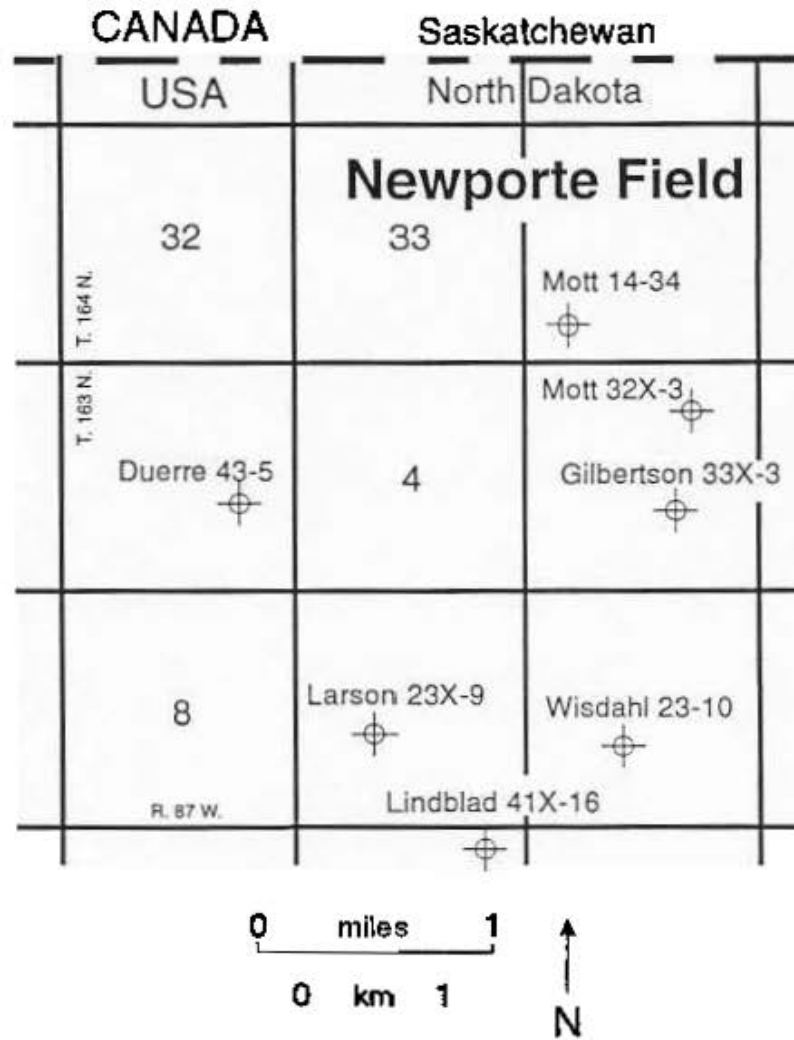 CANADA Saskatchewan
USA North Dakota
Newporte Field
32 33
T. 164 N.
Mott 14-34
T. 163 N.
Mott 32X-3
Duerre 43-5 4 Gilbertson 33X-3
8 Larson 23X-9 Wisdahl 23-10
R. 87 W.
Lindblad 41X-16
0 miles 1
0 km 1
N